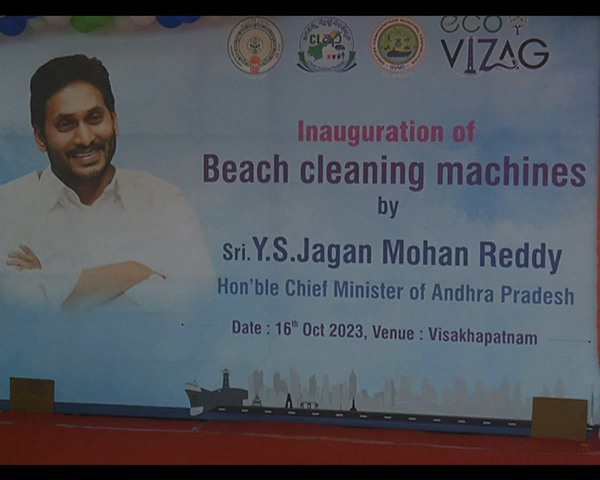 CLAP
eco
VIZAG
Inauguration of
Beach cleaning machines
by
Sri.Y.S.Jagan Mohan Reddy
Hon'ble Chief Minister of Andhra Pradesh
Date : 16th Oct 2023, Venue : Visakhapatnam